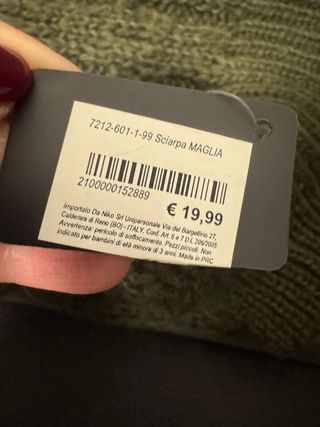 7212-601-1-99 Sciarpa MAGLIA
2100000152889
€ 19,99
Importato Da Niko Srl Unipersonale Via del Bargellino 27,
Calderara di Reno (BO) - ITALY, Conf. Art. 6 e 7 D.L 206/2005
Avvertenza: pericolo di soffocamento. Pezzi piccoli. Non
indicato per bambini di età minore di 3 anni. Made in PRC